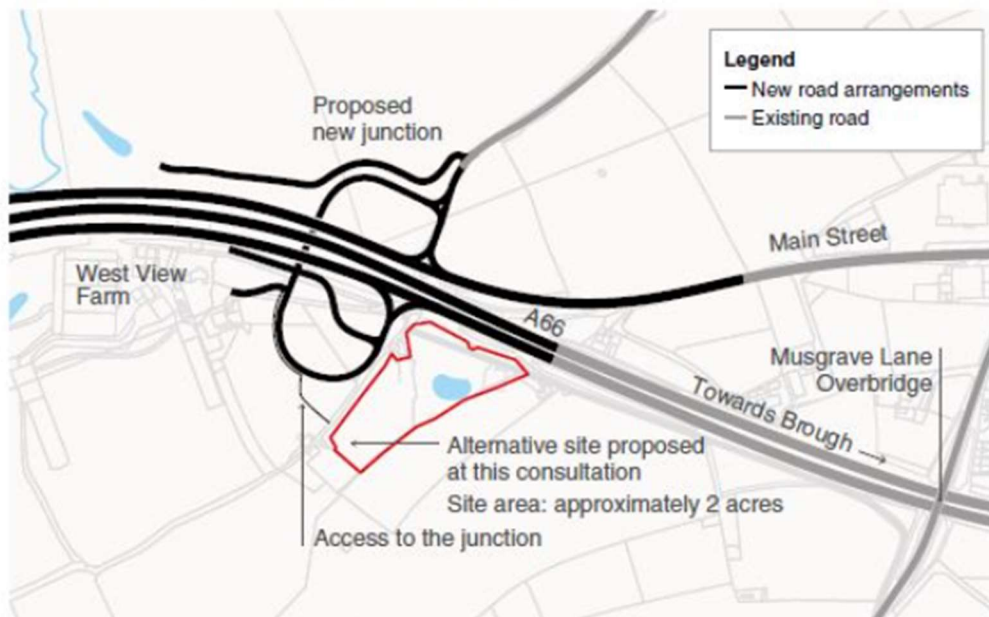 Legend
New road arrangements
Existing road
Proposed
new junction
Main Street
West View
Farm
A66
Musgrave Lane
Overbridge
Towards Brough
Alternative site proposed
at this consultation
Site area: approximately 2 acres
Access to the junction